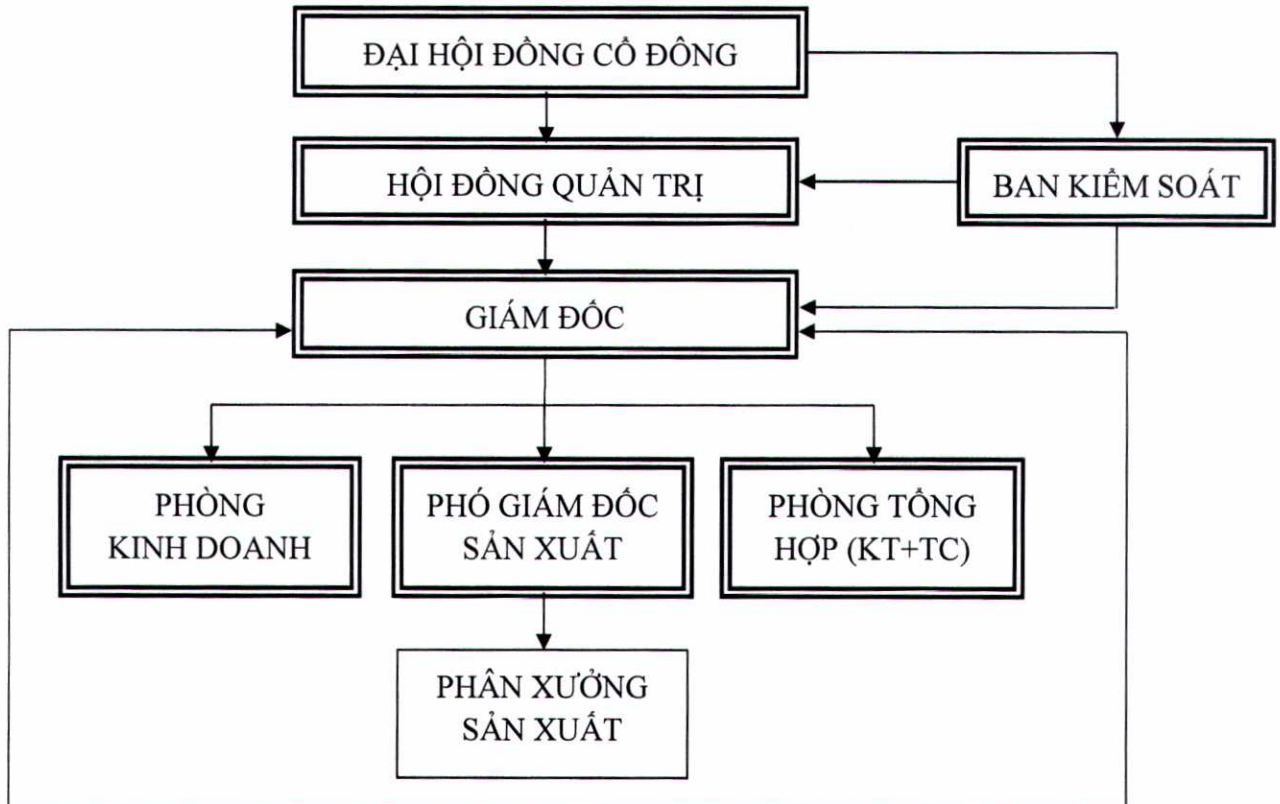 ĐẠI HỘI ĐỒNG CỔ ĐÔNG
HỘI ĐỒNG QUẢN TRỊ
BAN KIỂM SOÁT
GIÁM ĐỐC
PHÒNG
KINH DOANH
PHÓ GIÁM ĐỐC
SẢN XUẤT
PHÒNG TỔNG
HỢP (KT+TC)
PHÂN XƯỞNG
SẢN XUẤT